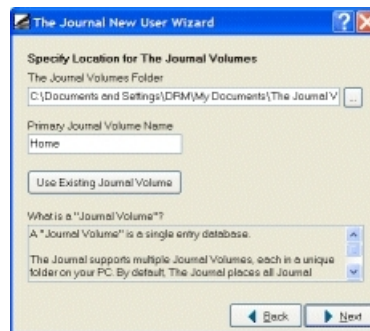 The Journal New User Wizard
Specify Location for The Journal Volumes
The Journal Volumes Folder
C:\Documents and Settings\DRM\My Documents\The Journal V
...
Primary Journal Volume Name
Home
Use Existing Journal Volume
What is a "Journal Volume"?
A "Journal Volume" is a single entry database.
The Journal supports multiple Journal Volumes, each in a unique
folder on your PC. By default, The Journal places all Journal
Back
Next